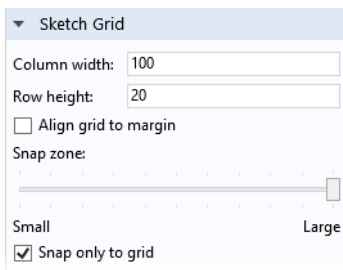 Sketch Grid
Column width: 100
Row height: 20
Align grid to margin
Snap zone:
Small Large
Snap only to grid